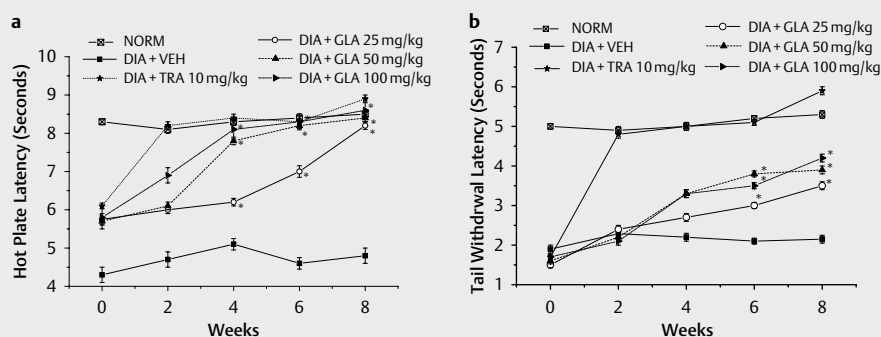 a
NORM
DIA + VEH
DIA + TRA 10 mg/kg
DIA + GLA 25 mg/kg
DIA + GLA 50 mg/kg
DIA + GLA 100 mg/kg
Hot Plate Latency (Seconds)
10
9
8
7
6
5
4
* * * * * * *
0 2 4 6 8
Weeks
b
NORM
DIA + VEH
DIA + TRA 10 mg/kg
DIA + GLA 25 mg/kg
DIA + GLA 50 mg/kg
DIA + GLA 100 mg/kg
Tail Withdrwal Latency (Seconds)
7
6
5
4
3
2
1
* * * * * *
0 2 4 6 8
Weeks